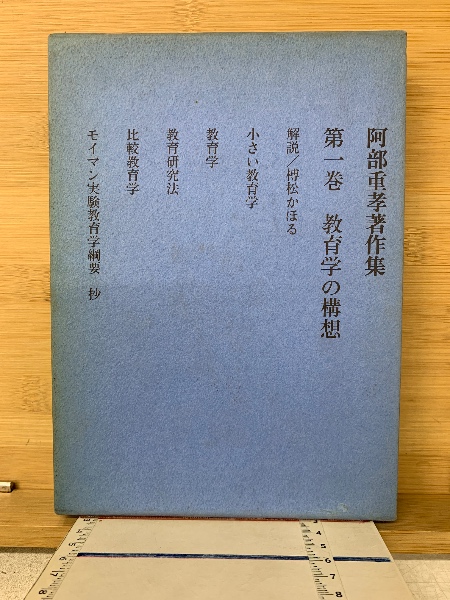 阿部重孝著作集
第一巻 教育学の構想
解説／榑松かほる
小さい教育学
教育学
教育研究法
比較教育学
モイマン実験教育学綱要 抄